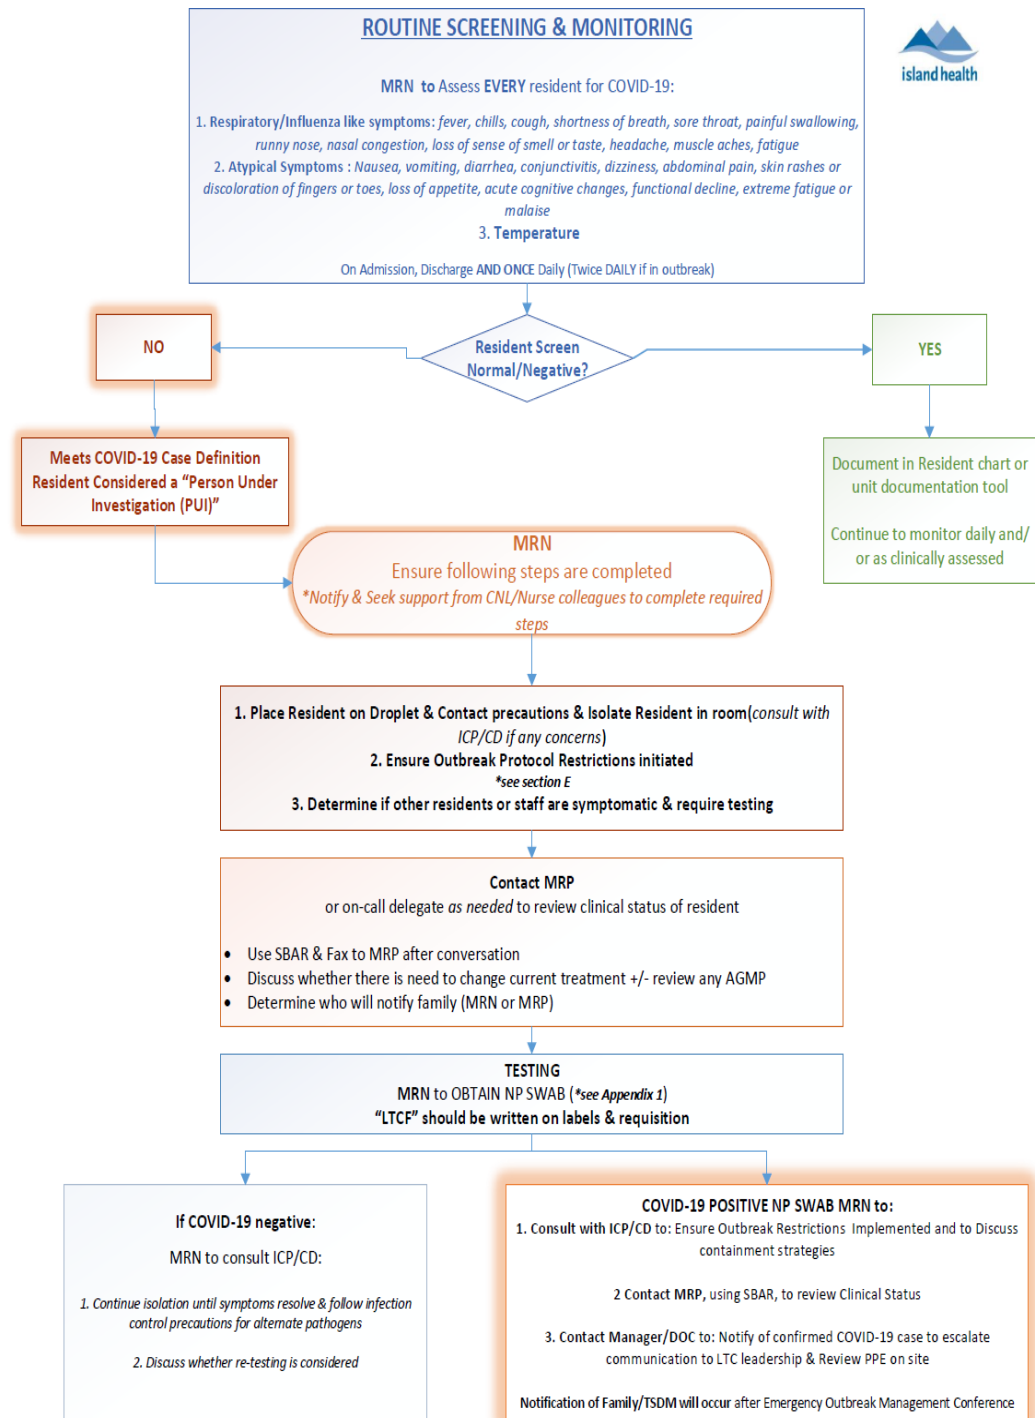 ROUTINE SCREENING & MONITORING
island health
MRN to Assess EVERY resident for COVID-19:
1. Respiratory/Influenza like symptoms: fever, chills, cough, shortness of breath, sore throat, painful swallowing,
runny nose, nasal congestion, loss of sense of smell or taste, headache, muscle aches, fatigue
2. Atypical Symptoms : Nausea, vomiting, diarrhea, conjunctivitis, dizziness, abdominal pain, skin rashes or
discoloration of fingers or toes, loss of appetite, acute cognitive changes, functional decline, extreme fatigue or
malaise
3. Temperature
On Admission, Discharge AND ONCE Daily (Twice DAILY if in outbreak)
NO
Resident Screen
Normal/Negative?
YES
Meets COVID-19 Case Definition
Resident Considered a “Person Under
Investigation (PUI)”
Document in Resident chart or
unit documentation tool
Continue to monitor daily and/
or as clinically assessed
MRN
Ensure following steps are completed
*Notify & Seek support from CNL/Nurse colleagues to complete required
steps
1. Place Resident on Droplet & Contact precautions & Isolate Resident in room(consult with
ICP/CD if any concerns)
2. Ensure Outbreak Protocol Restrictions initiated
*see section E
3. Determine if other residents or staff are symptomatic & require testing
Contact MRP
or on-call delegate as needed to review clinical status of resident
• Use SBAR & Fax to MRP after conversation
• Discuss whether there is need to change current treatment +/- review any AGMP
• Determine who will notify family (MRN or MRP)
TESTING
MRN to OBTAIN NP SWAB (*see Appendix 1)
“LTCF” should be written on labels & requisition
If COVID-19 negative:
MRN to consult ICP/CD:
1. Continue isolation until symptoms resolve & follow infection
control precautions for alternate pathogens
2. Discuss whether re-testing is considered
COVID-19 POSITIVE NP SWAB MRN to:
1. Consult with ICP/CD to: Ensure Outbreak Restrictions Implemented and to Discuss
containment strategies
2 Contact MRP, using SBAR, to review Clinical Status
3. Contact Manager/DOC to: Notify of confirmed COVID-19 case to escalate
communication to LTC leadership & Review PPE on site
Notification of Family/TSDM will occur after Emergency Outbreak Management Conference